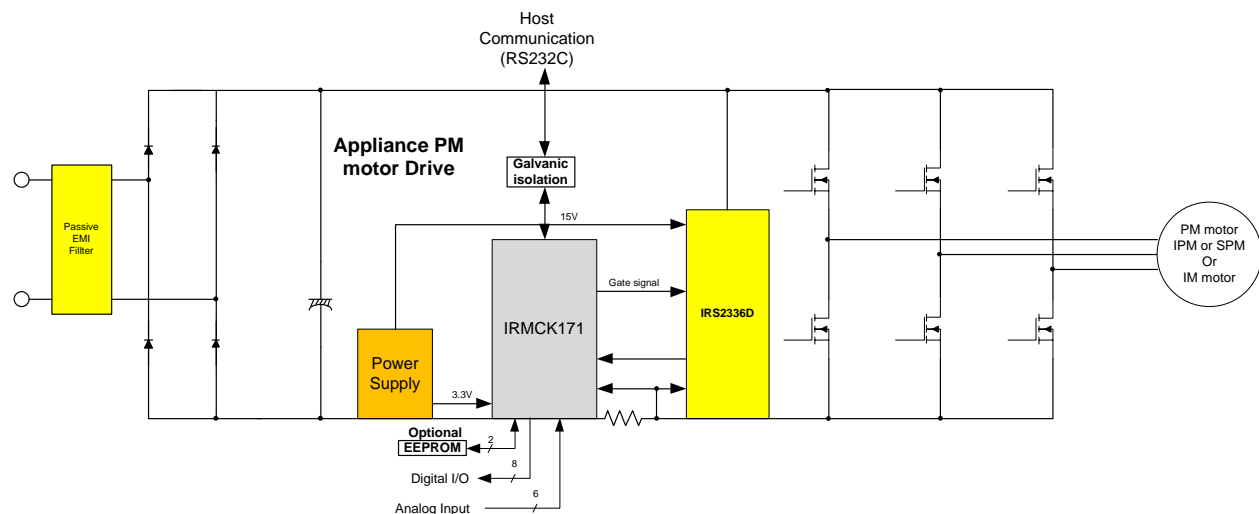 Host
Communication
(RS232C)
Appliance PM
motor Drive
Galvanic
isolation
15V
Passive
EMI
Fillter
Gate signal
IRMCK171
IRS2336D
PM motor
IPM or SPM
Or
IM motor
Power
Supply
3.3V
Optional
EEPROM
2
Digital I/O
8
Analog Input
6